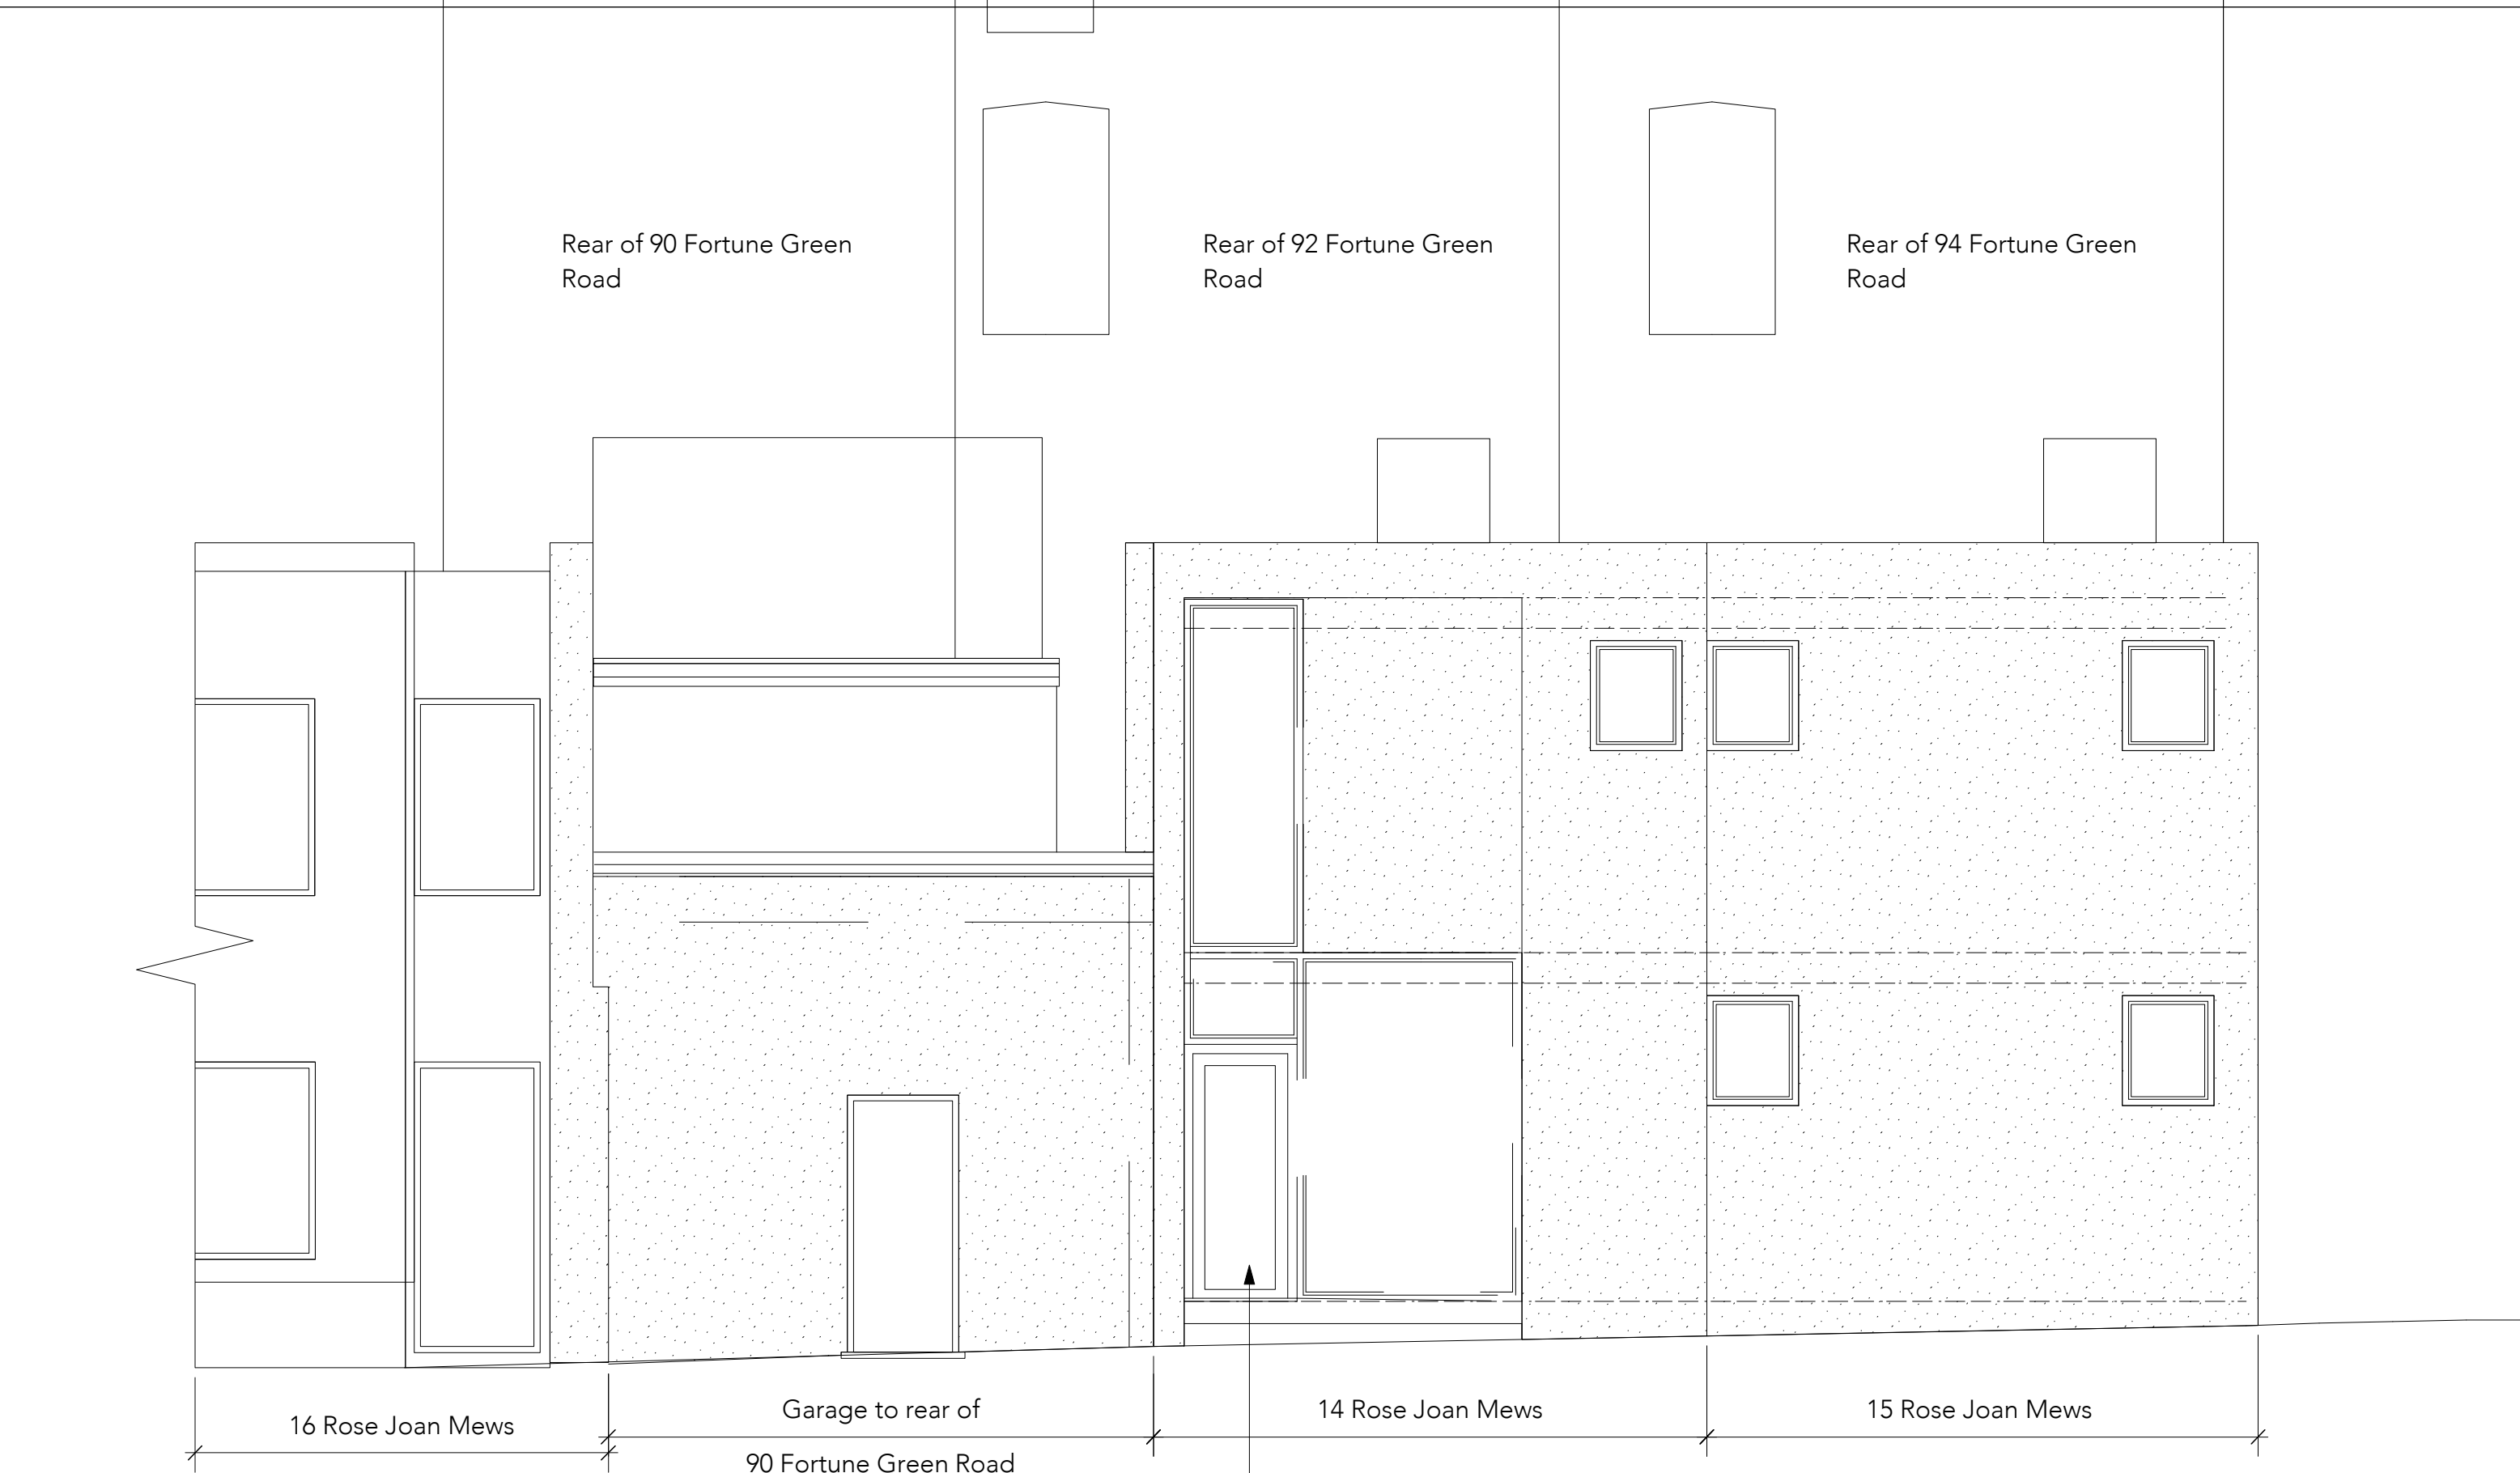 Rear of 90 Fortune Green
Road
Rear of 92 Fortune Green
Road
Rear of 94 Fortune Green
Road
16 Rose Joan Mews
Garage to rear of
90 Fortune Green Road
14 Rose Joan Mews
15 Rose Joan Mews